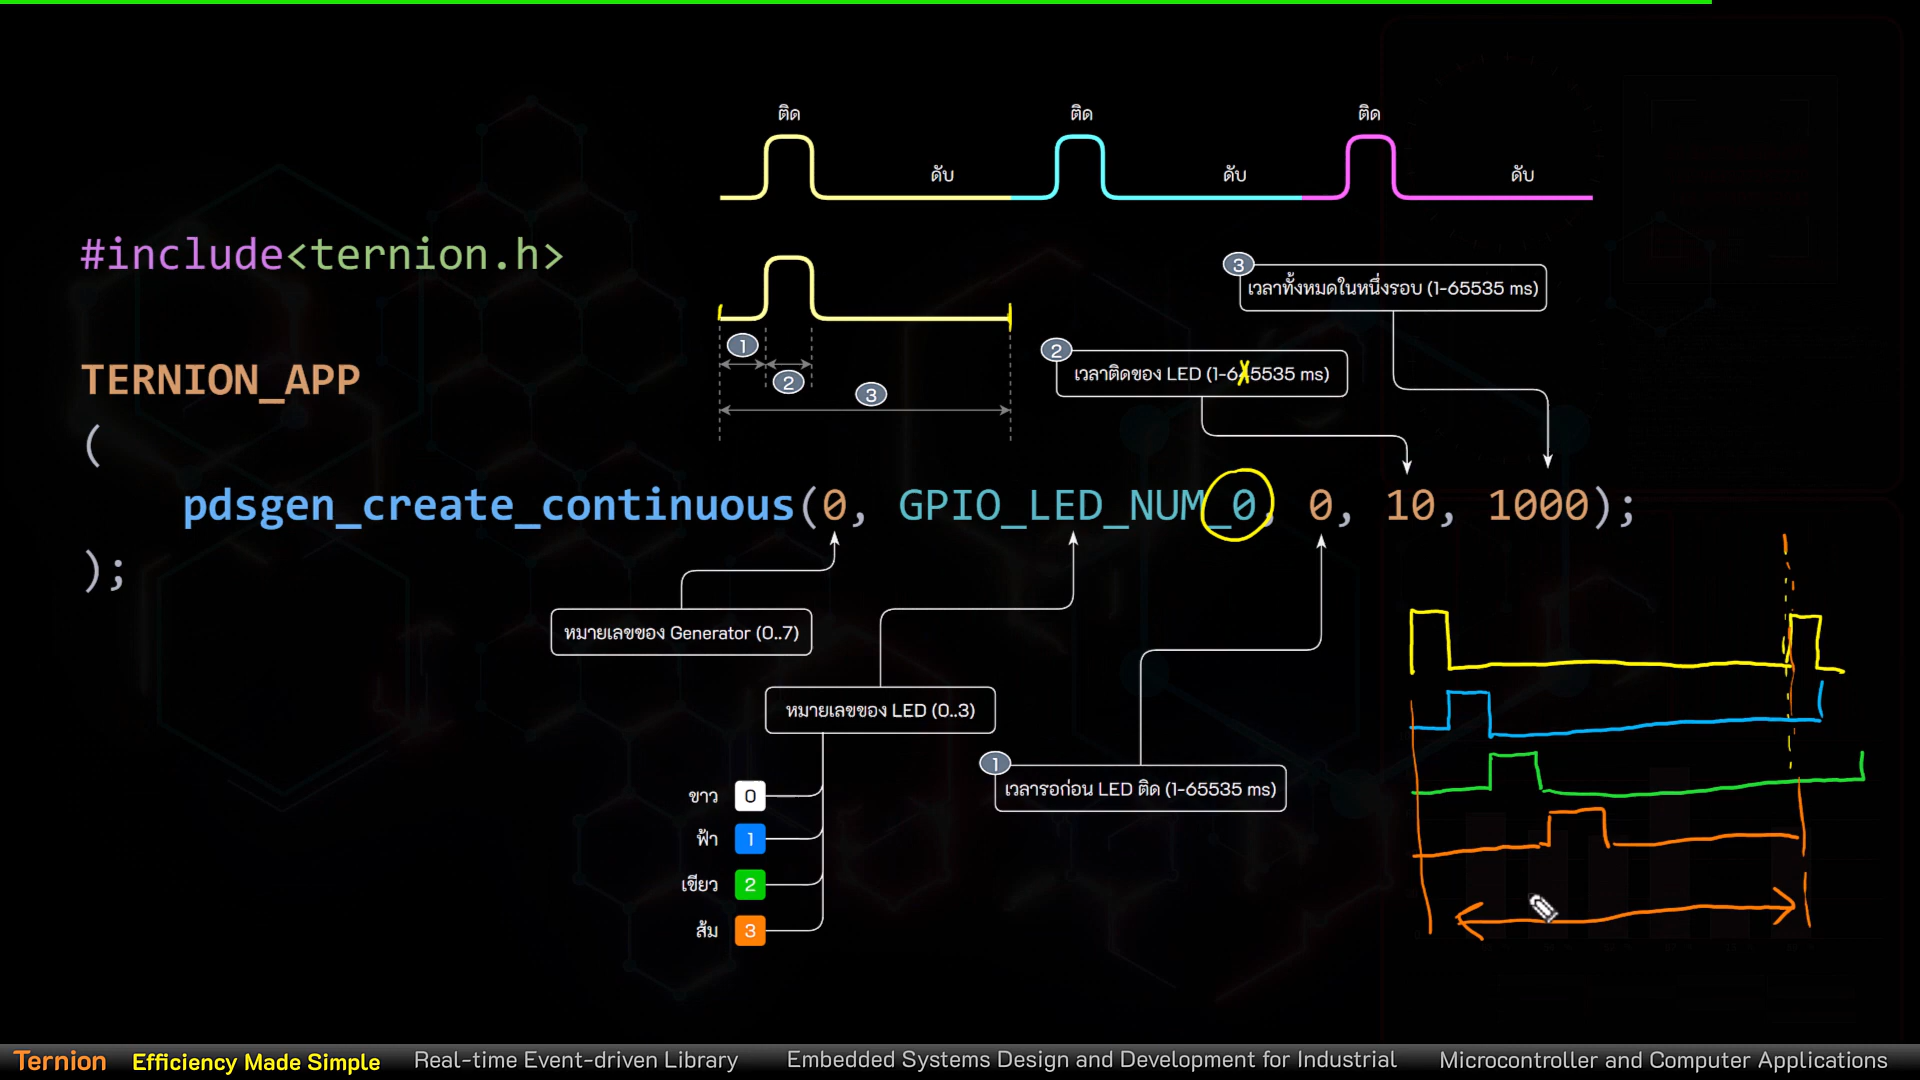 ติด
ติด
ติด
ดับ
ดับ
ดับ
#include<ternion.h>
3
เวลาทั้งหมดในหนึ่งรอบ (1-65535 ms)
1
2
3
2
เวลาติดของ LED (1-645535 ms)
TERNION_APP
(
pdsgen_create_continuous(0, GPIO_LED_NUM_0, 0, 10, 1000);
);
หมายเลขของ Generator (0..7)
หมายเลขของ LED (0..3)
1
เวลารอก่อน LED ติด (1-65535 ms)
ขาว 0
ฟ้า 1
เขียว 2
ส้ม 3
Ternion Efficiency Made Simple Real-time Event-driven Library Embedded Systems Design and Development for Industrial Microcontroller and Computer Applications